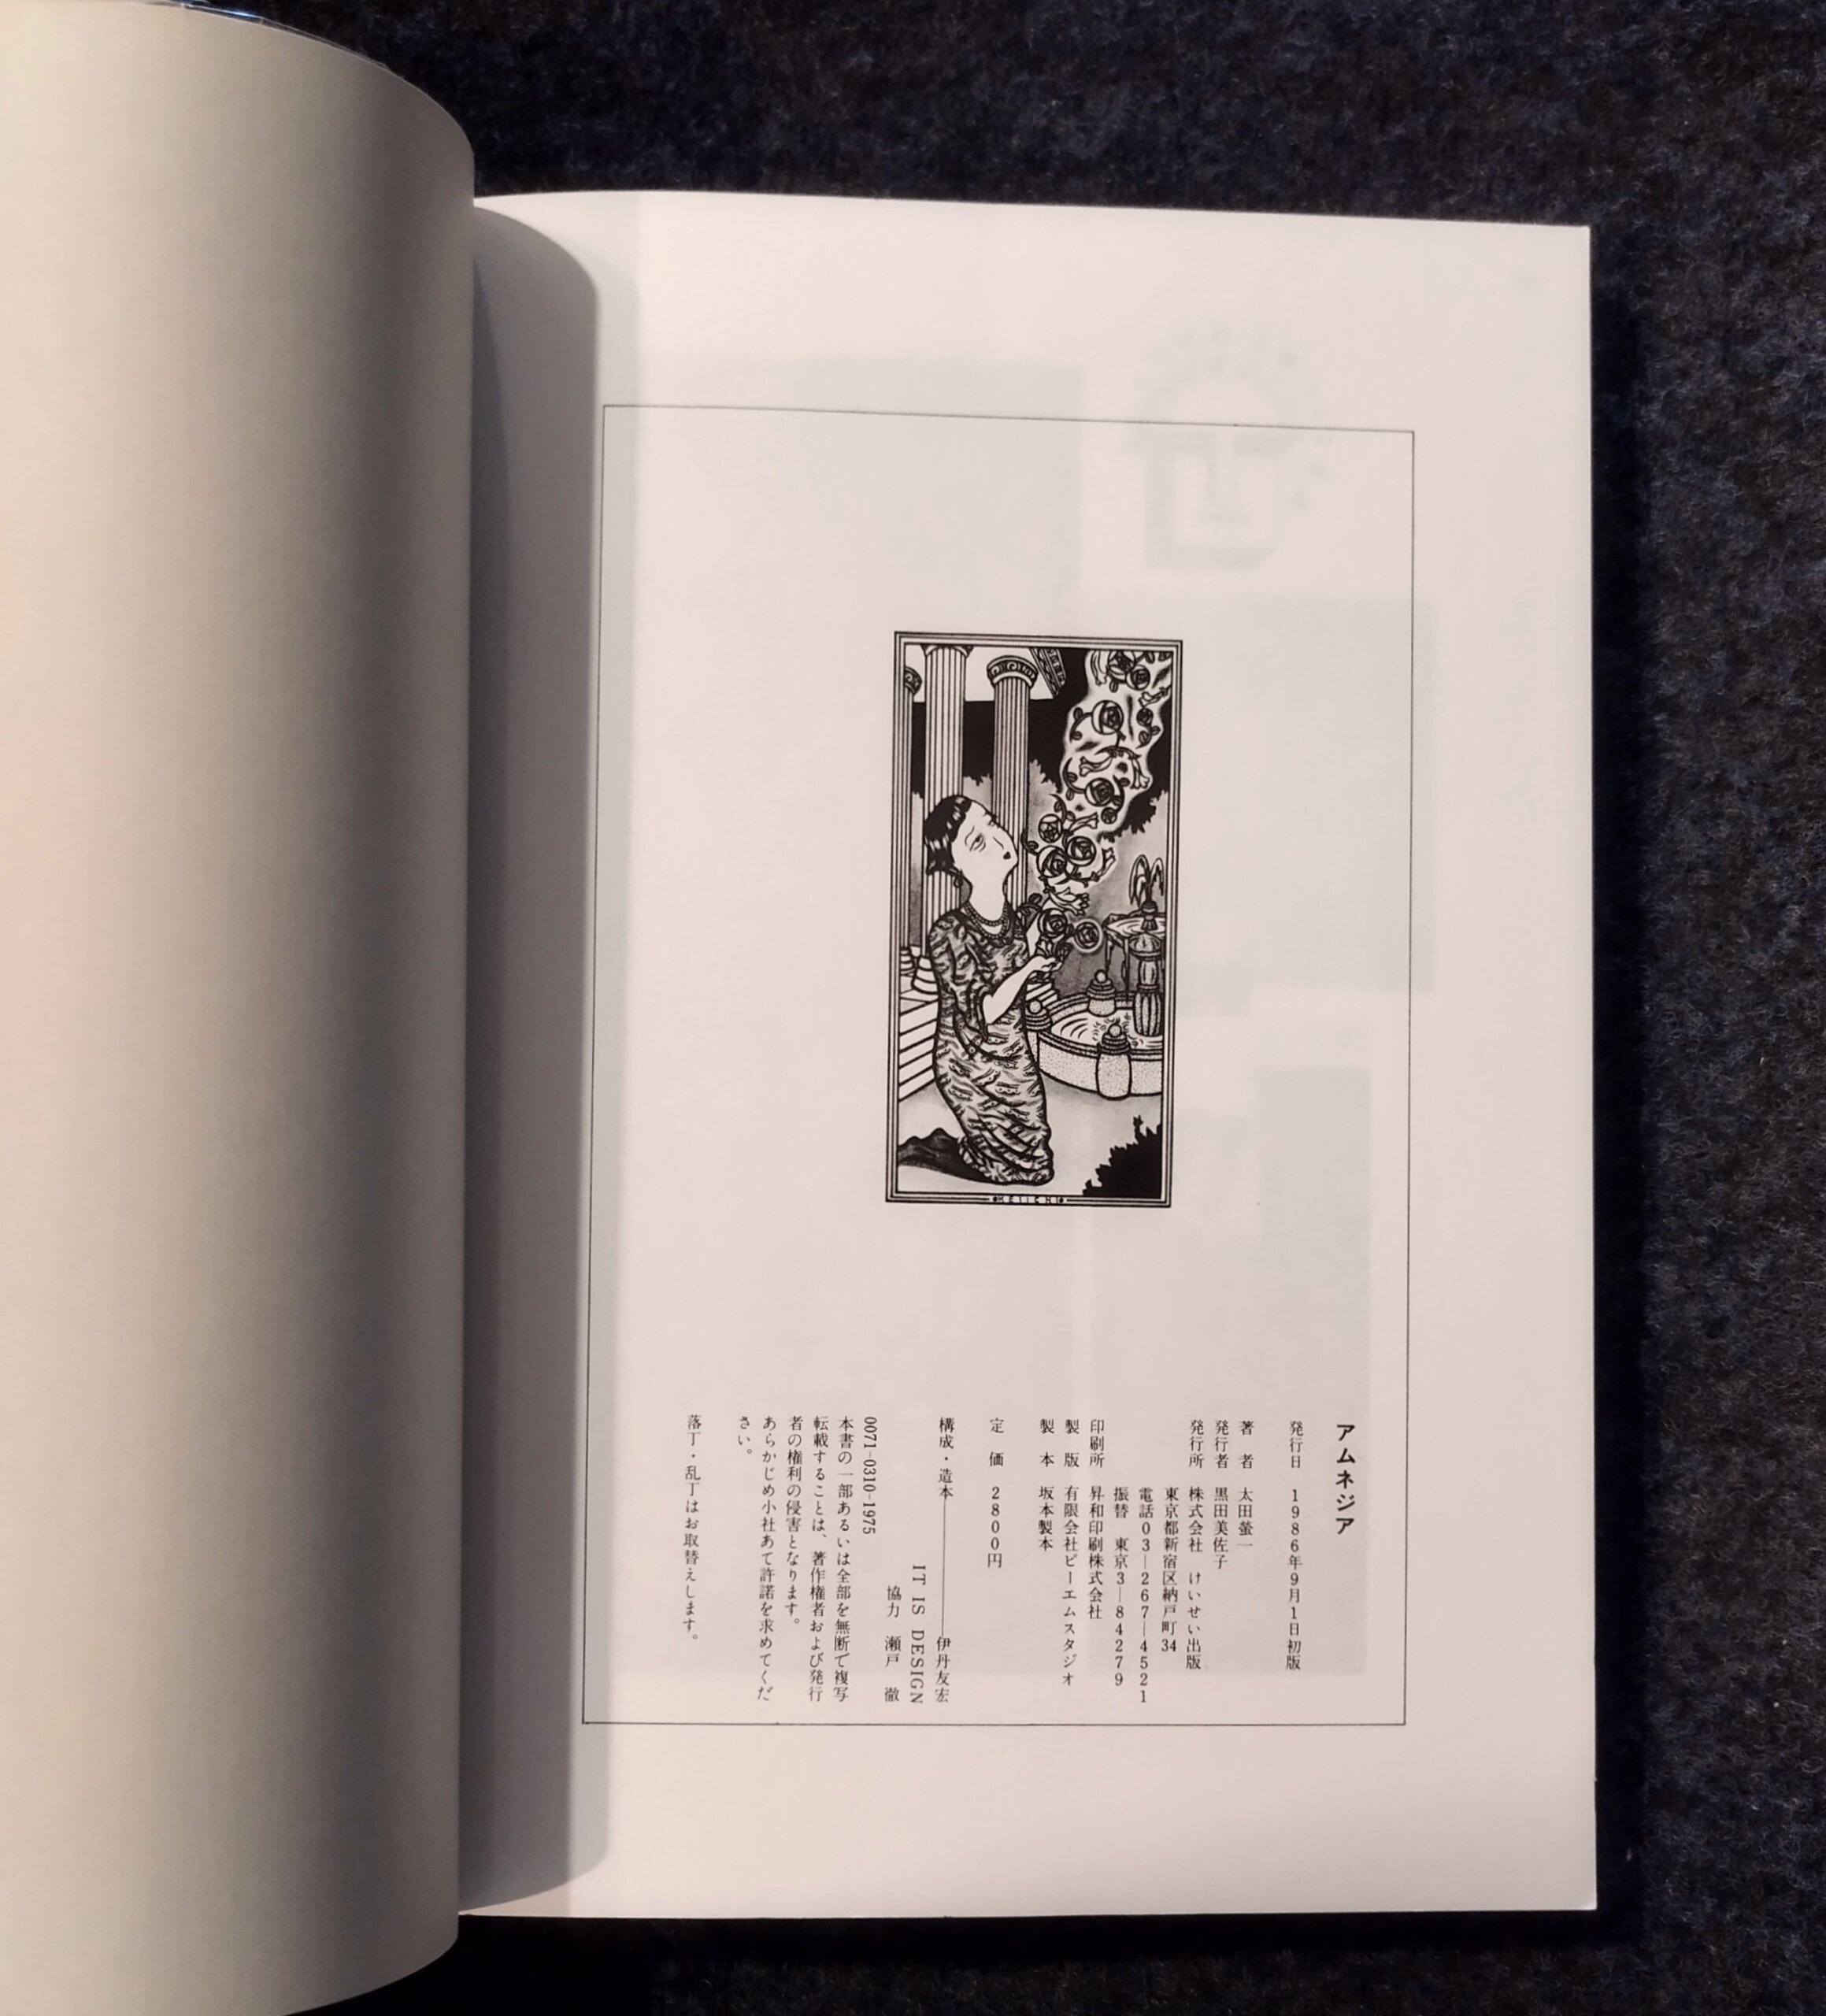 アムネジア
発行日　1986年9月1日初版
著　者　太田螢一
発行者　黒田美佐子
発行所　株式会社　けいせい出版
東京都新宿区納戸町34
電話03―267―4521
振替　東京3―84279
印刷所　昇和印刷株式会社
製　版　有限会社ピーエムスタジオ
製　本　坂本製本
定　価　2800円
構成・造本――――伊丹友宏
IT IS DESIGN
協力　瀬戸　徹
0071-0310-1975
本書の一部あるいは全部を無断で複写
転載することは、著作権者および発行
者の権利の侵害となります。
あらかじめ小社あて許諾を求めてくだ
さい。
落丁・乱丁はお取替えします。
KEIICHI